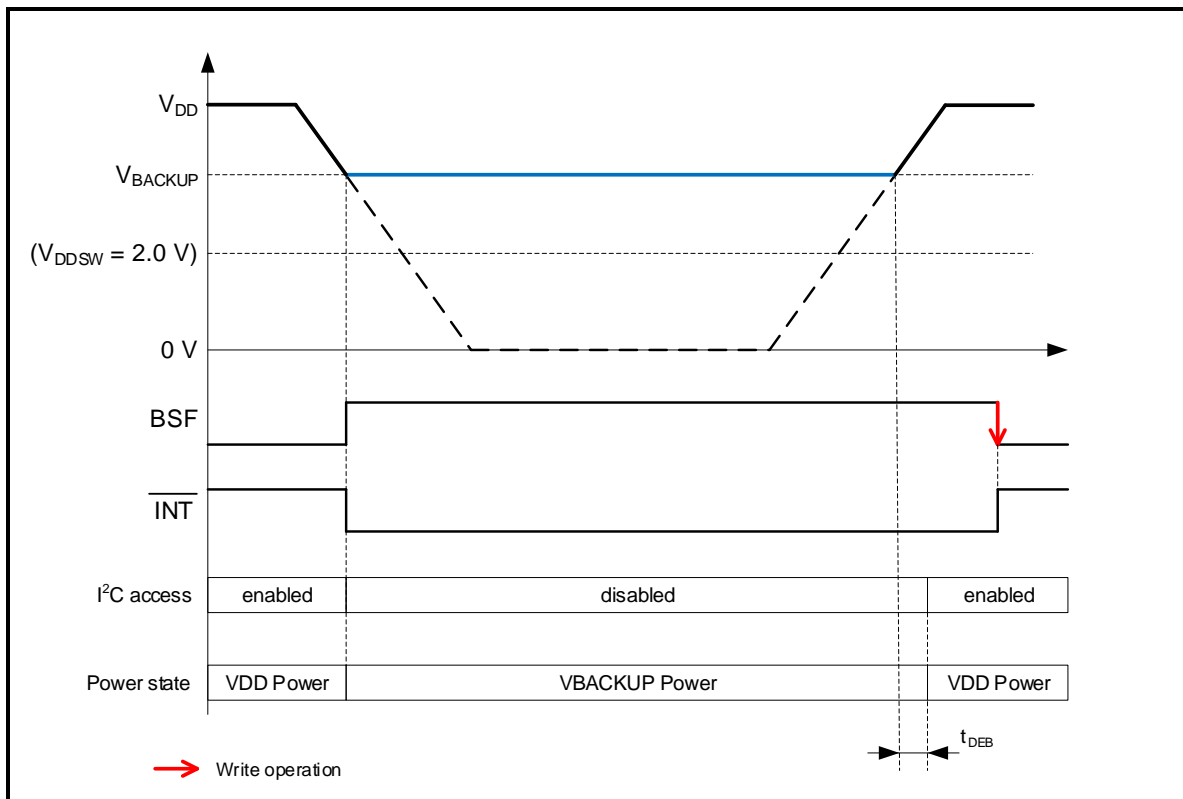 VDD
VBACKUP
(VDDSW = 2.0 V)
0 V
BSF
INT
I2C access enabled disabled enabled
Power state VDD Power VBACKUP Power VDD Power
tDEB
Write operation